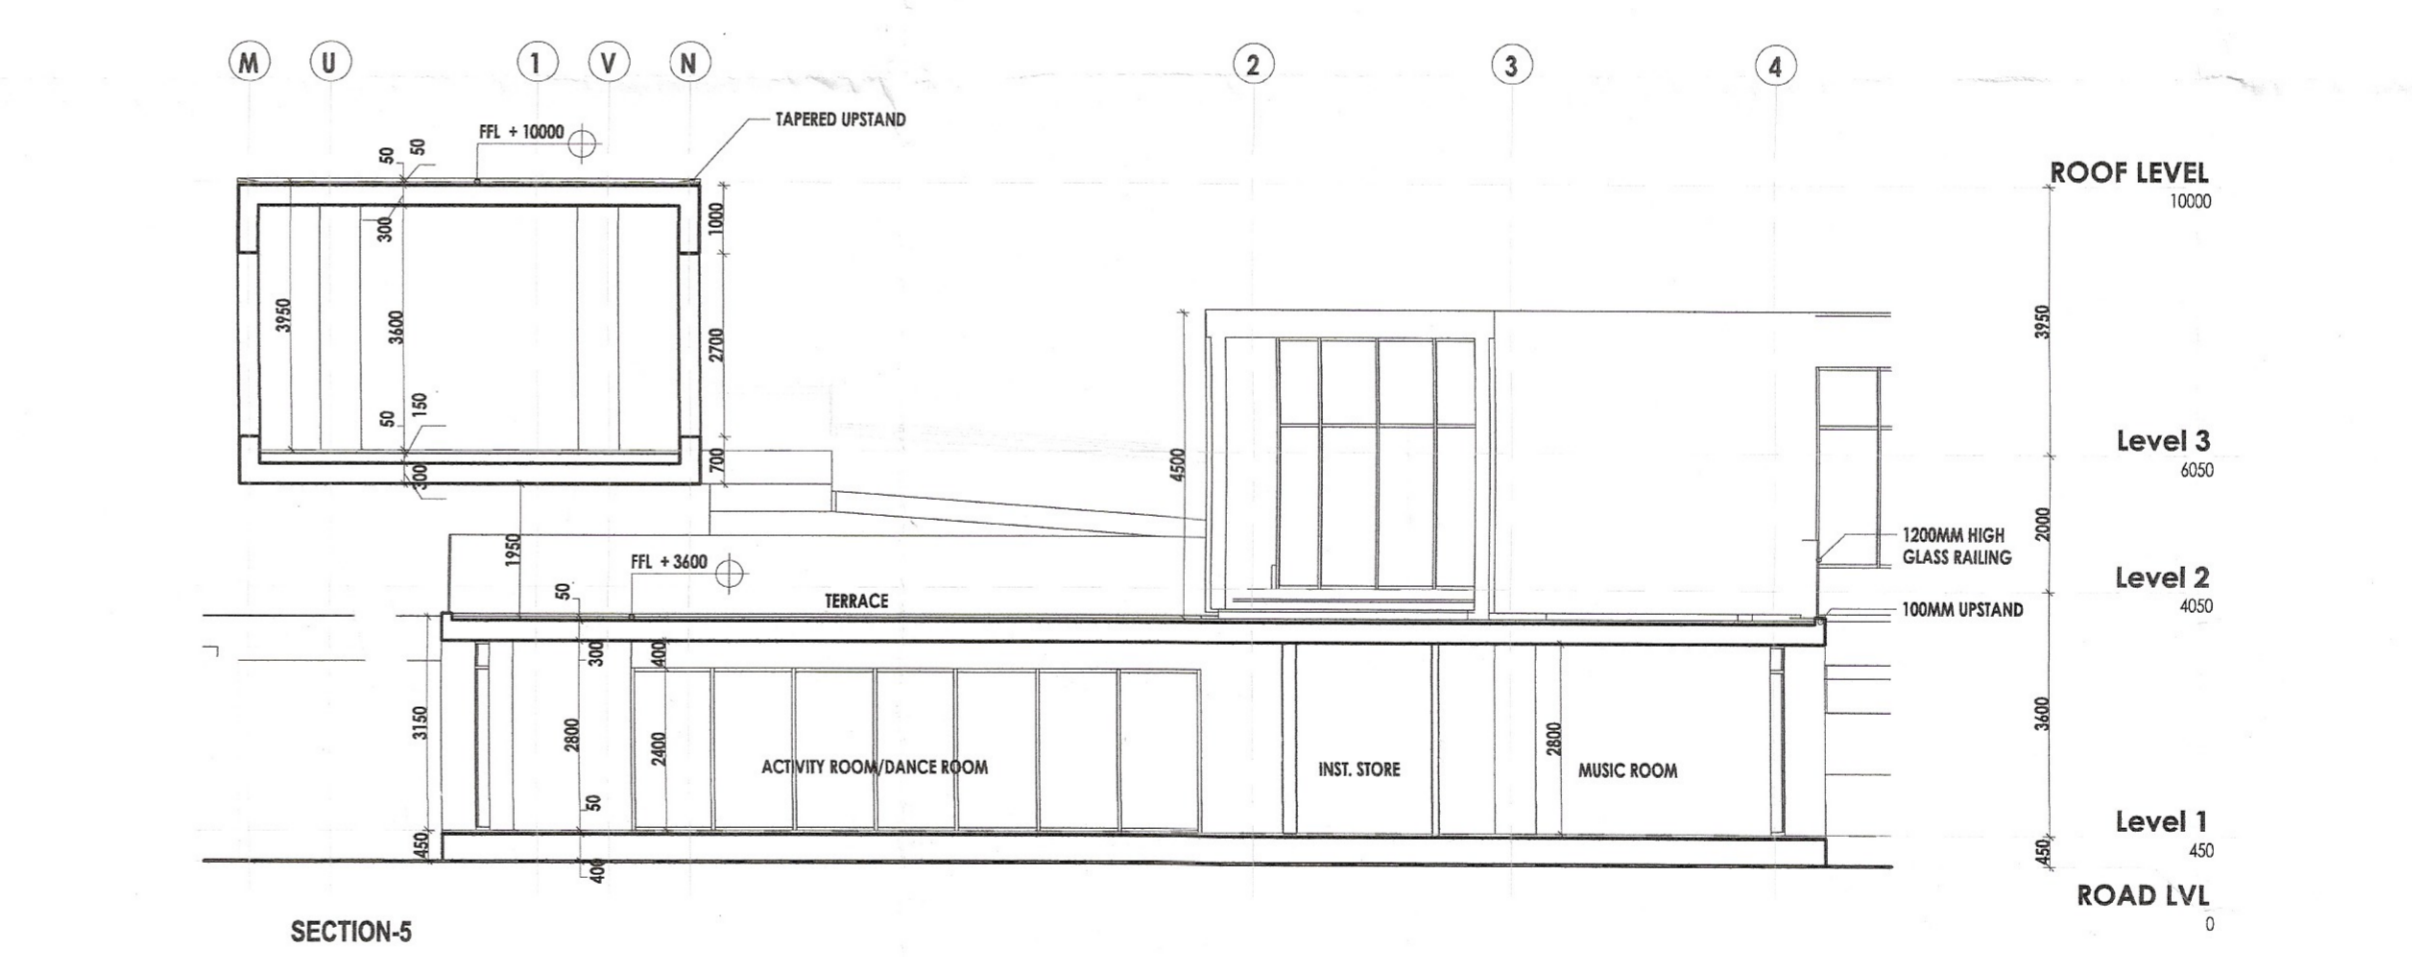 M U 1 V N 2 3 4
TAPERED UPSTAND
FFL + 10000
50
50
ROOF LEVEL
10000
300
1000
3950
3600
2700
3950
50
150
700
300
4500
Level 3
6050
2000
1200MM HIGH
GLASS RAILING
1950
FFL + 3600
50
TERRACE
Level 2
4050
100MM UPSTAND
300
400
3150
2800
2400
2800
3600
ACTIVITY ROOM/DANCE ROOM
INST. STORE
MUSIC ROOM
50
Level 1
450
450
450
400
ROAD LVL
0
SECTION-5